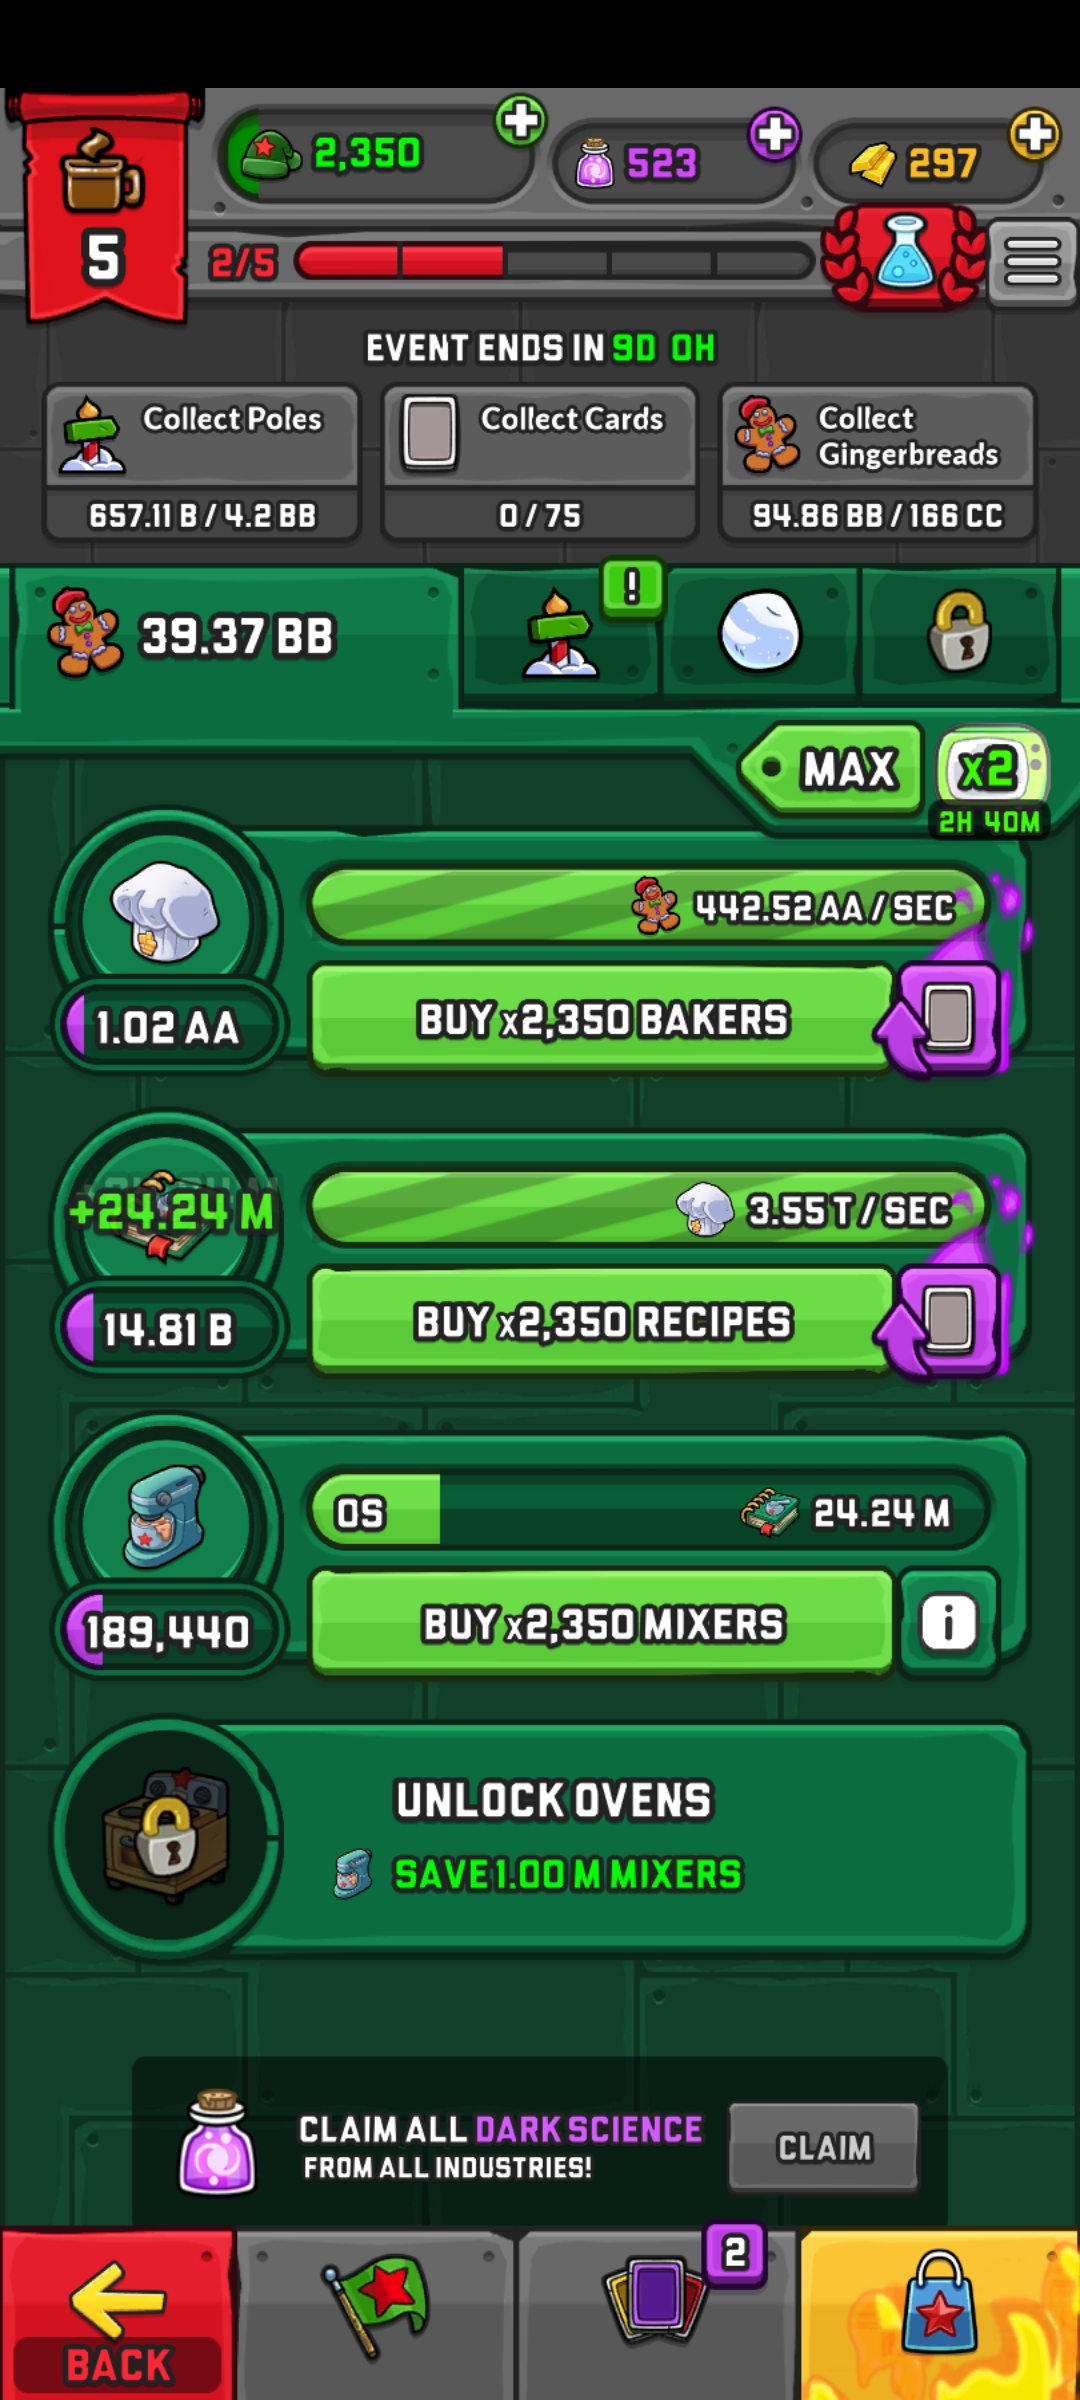 2,350
523
297
5
2/5
EVENT ENDS IN 9D 0H
Collect Poles
657.11 B / 4.2 BB
Collect Cards
0 / 75
Collect
Gingerbreads
94.86 BB / 166 CC
39.37 BB
!
MAX
x2
2H 40M
442.52 AA / SEC
1.02 AA
BUY x2,350 BAKERS
+24.24 M
3.55 T / SEC
14.81 B
BUY x2,350 RECIPES
0S
24.24 M
189,440
BUY x2,350 MIXERS
i
UNLOCK OVENS
SAVE 1.00 M MIXERS
CLAIM ALL DARK SCIENCE
FROM ALL INDUSTRIES!
CLAIM
2
BACK